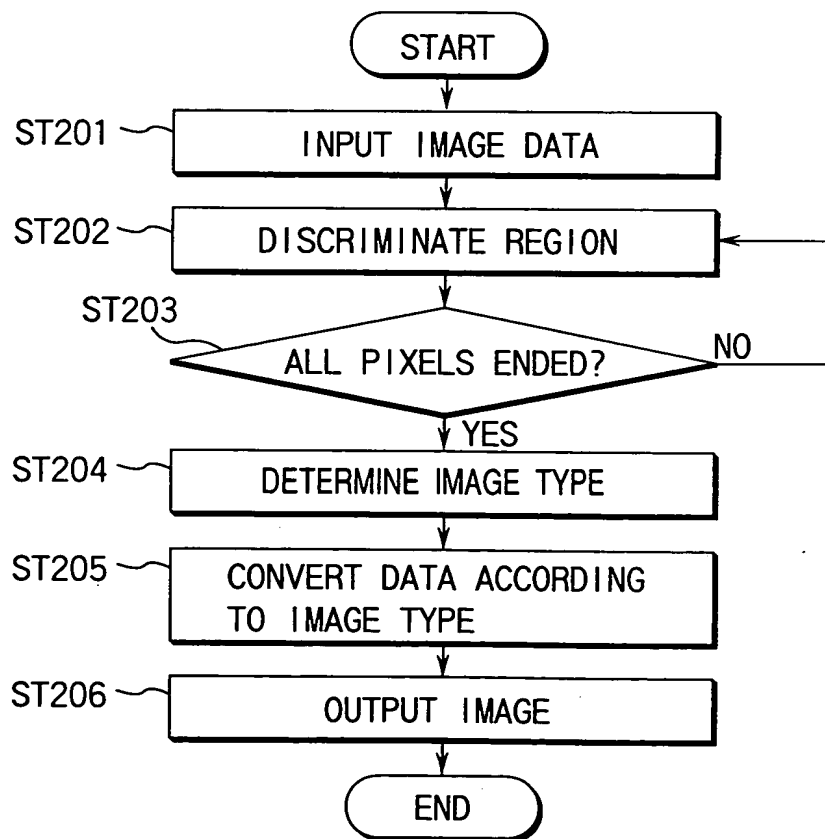 START
ST201
INPUT IMAGE DATA
ST202
DISCRIMINATE REGION
ST203
ALL PIXELS ENDED?
NO
YES
ST204
DETERMINE IMAGE TYPE
ST205
CONVERT DATA ACCORDING
TO IMAGE TYPE
ST206
OUTPUT IMAGE
END